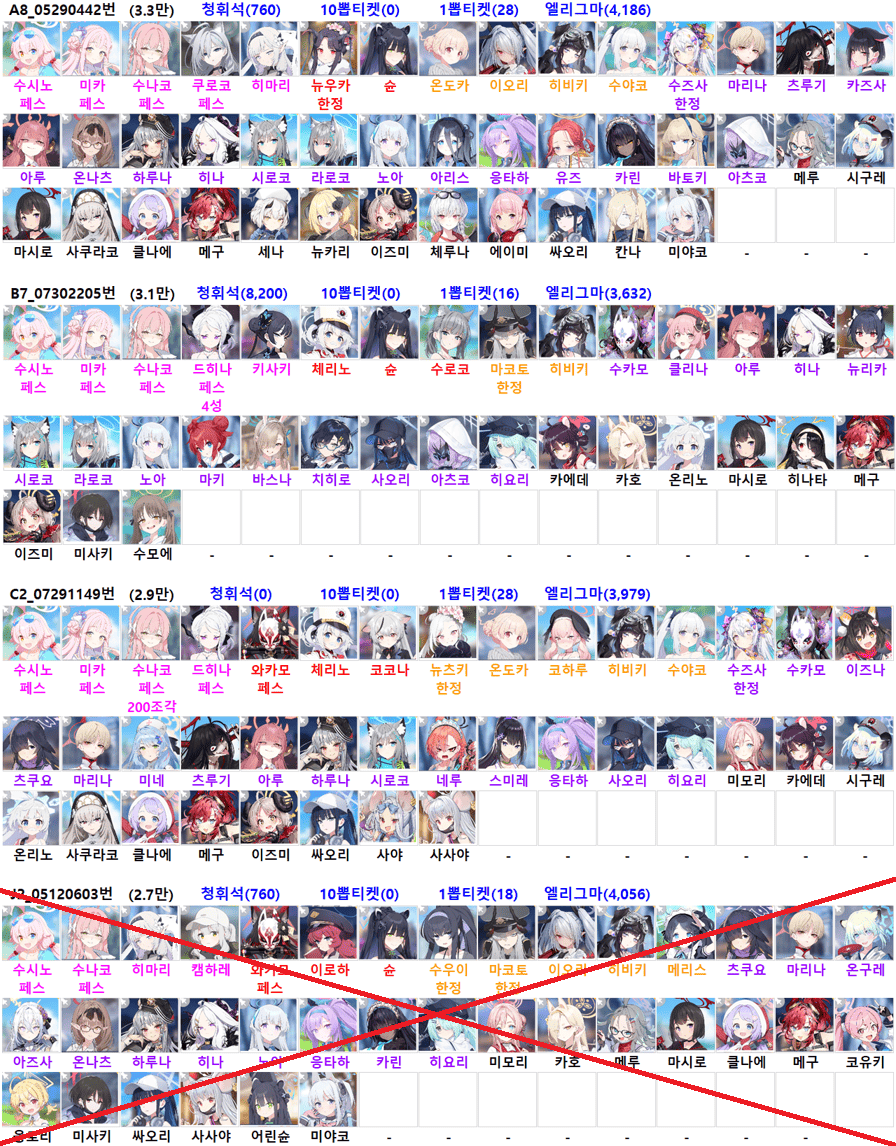 A8_05290442번 (3.3만) 청휘석(760) 10뽑티켓(0) 1뽑티켓(28) 엘리그마(4,186)
수시노 미카 수나코 쿠로코 히마리 뉴우카 슌 온도카 이오리 히비키 수야코 수즈사 마리나 츠루기 카즈사
페스 페스 페스 페스 한정 한정
아루 온나츠 하루나 히나 시로코 라로코 노아 아리스 응타하 유즈 카린 바토키 아츠코 메루 시구레
마시로 사쿠라코 클나에 메구 세나 뉴카리 이즈미 체루나 에이미 싸오리 칸나 미야코 - - -
B7_07302205번 (3.1만) 청휘석(8,200) 10뽑티켓(0) 1뽑티켓(16) 엘리그마(3,632)
수시노 미카 수나코 드히나 키사키 체리노 슌 수로코 마코토 히비키 수카모 클리나 아루 히나 뉴리카
페스 페스 페스 페스 한정
4성
시로코 라로코 노아 마키 바스나 치히로 사오리 아츠코 히요리 카에데 카호 온리노 마시로 히나타 메구
이즈미 미사키 수모에 - - - - - - - - - - - -
C2_07291149번 (2.9만) 청휘석(0) 10뽑티켓(0) 1뽑티켓(28) 엘리그마(3,979)
수시노 미카 수나코 드히나 와카모 체리노 코코나 뉴츠키 온도카 코하루 히비키 수야코 수즈사 수카모 이즈나
페스 페스 페스 페스 페스 한정 한정
200조각
츠쿠요 마리나 미네 츠루기 아루 하루나 시로코 네루 스미레 응타하 사오리 히요리 미모리 카에데 시구레
온리노 사쿠라코 클나에 메구 이즈미 싸오리 사야 사사야 - - - - - - -
05120603번 (2.7만) 청휘석(760) 10뽑티켓(0) 1뽑티켓(18) 엘리그마(4,056)
수시노 수나코 히마리 캠하레 와카모 이로하 슌 수우이 마코토 이오리 히비키 메리스 츠쿠요 마리나 온구레
페스 페스 페스 한정 한정
아즈사 온나츠 하루나 히나 노아 응타하 카린 히요리 미모리 카호 메루 마시로 클나에 메구 코유키
미사키 싸오리 사사야 어린슌 미야코 - - - - - - - - -